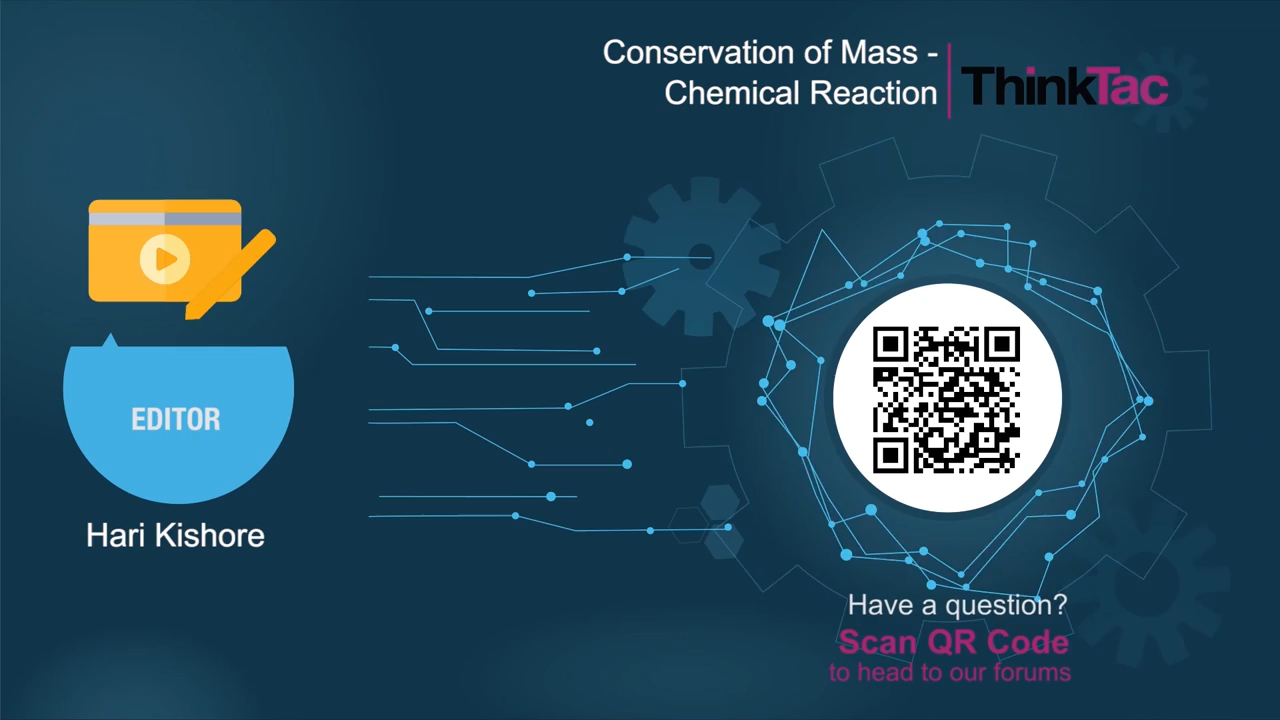 Conservation of Mass -
Chemical Reaction
ThinkTac
EDITOR
Hari Kishore
Have a question?
Scan QR Code
to head to our forums